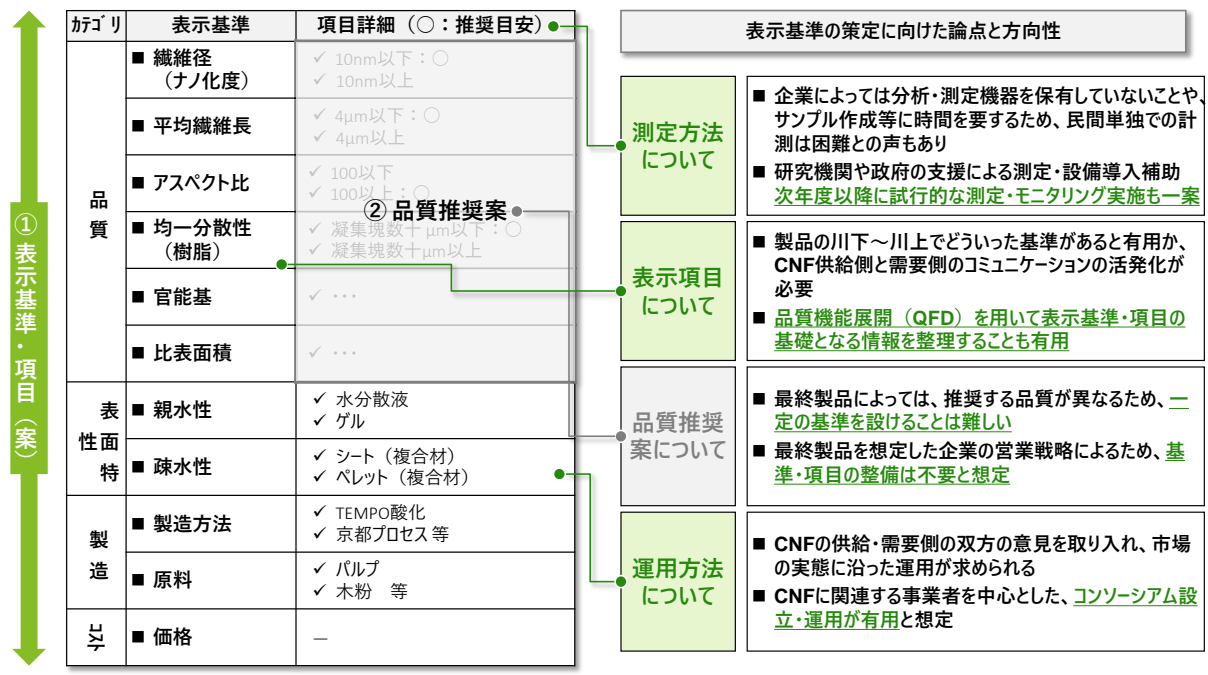 ①表示基準・項目（案）
ｶﾃｺﾞﾘ 表示基準 項目詳細（○：推奨目安）
品質
■ 繊維径
（ナノ化度）
✓ 10nm以下：○
✓ 10nm以上
■ 平均繊維長
✓ 4μm以下：○
✓ 4μm以上
■ アスペクト比
✓ 100以下
✓ 100以上：○
② 品質推奨案
■ 均一分散性
（樹脂）
✓ 凝集塊数十 μm以下：○
✓ 凝集塊数十μm以上
■ 官能基
✓ ･･･
■ 比表面積
✓ ･･･
表
性面
特
■ 親水性
✓ 水分散液
✓ ゲル
■ 疎水性
✓ シート（複合材）
✓ ペレット（複合材）
製造
■ 製造方法
✓ TEMPO酸化
✓ 京都プロセス 等
■ 原料
✓ パルプ
✓ 木粉　等
コスト
■ 価格
－
表示基準の策定に向けた論点と方向性
測定方法
について
■ 企業によっては分析・測定機器を保有していないことや、
サンプル作成等に時間を要するため、民間単独での計
測は困難との声もあり
■ 研究機関や政府の支援による測定・設備導入補助
次年度以降に試行的な測定・モニタリング実施も一案
表示項目
について
■ 製品の川下～川上でどういった基準があると有用か、
CNF供給側と需要側のコミュニケーションの活発化が
必要
■ 品質機能展開（QFD）を用いて表示基準・項目の
基礎となる情報を整理することも有用
品質推奨
案について
■ 最終製品によっては、推奨する品質が異なるため、一
定の基準を設けることは難しい
■ 最終製品を想定した企業の営業戦略によるため、基
準・項目の整備は不要と想定
運用方法
について
■ CNFの供給・需要側の双方の意見を取り入れ、市場
の実態に沿った運用が求められる
■ CNFに関連する事業者を中心とした、コンソーシアム設
立・運用が有用と想定